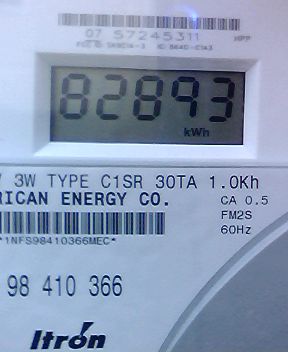 07 57245311 HPP
82893
kWh
3W TYPE C1SR 30TA 1.0Kh
RICAN ENERGY CO. CA 0.5
FM2S
*1NFS98410366MEC* 60Hz
98 410 366
Itron